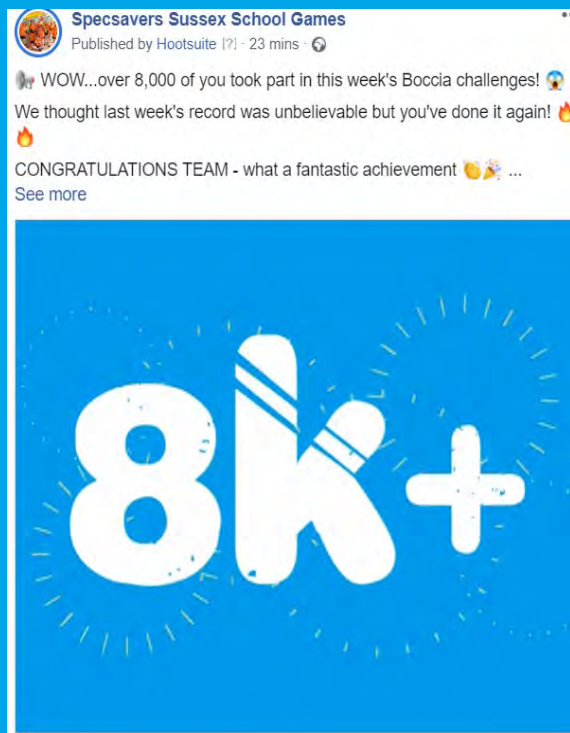 Specsavers Sussex School Games
Published by Hootsuite [?] · 23 mins ·
WOW...over 8,000 of you took part in this week's Boccia challenges! 😱
We thought last week's record was unbelievable but you've done it again! 🔥
🔥
CONGRATULATIONS TEAM - what a fantastic achievement 👏🎉 ...
See more
8k+